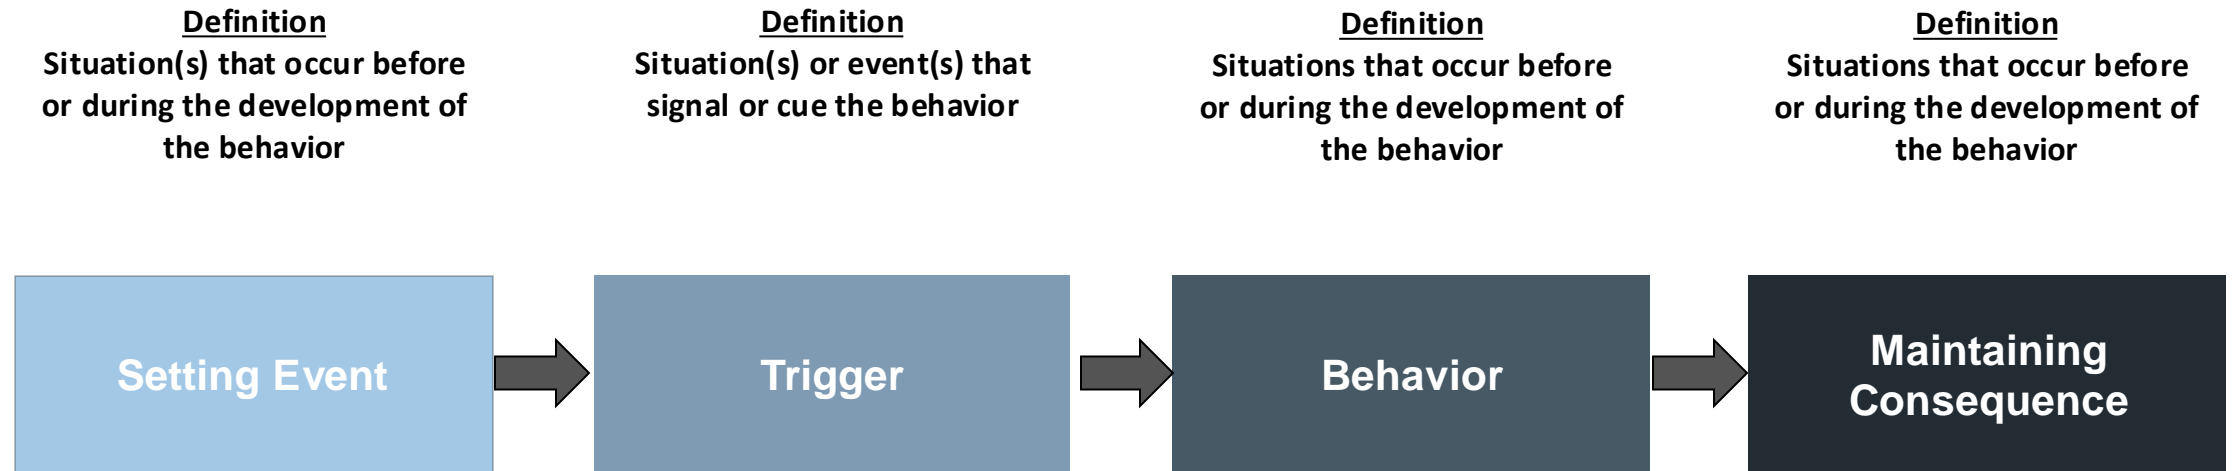 Definition
Situation(s) that occur before
or during the development of
the behavior
Definition
Situation(s) or event(s) that
signal or cue the behavior
Definition
Situations that occur before
or during the development of
the behavior
Definition
Situations that occur before
or during the development of
the behavior
Setting Event
Trigger
Behavior
Maintaining
Consequence